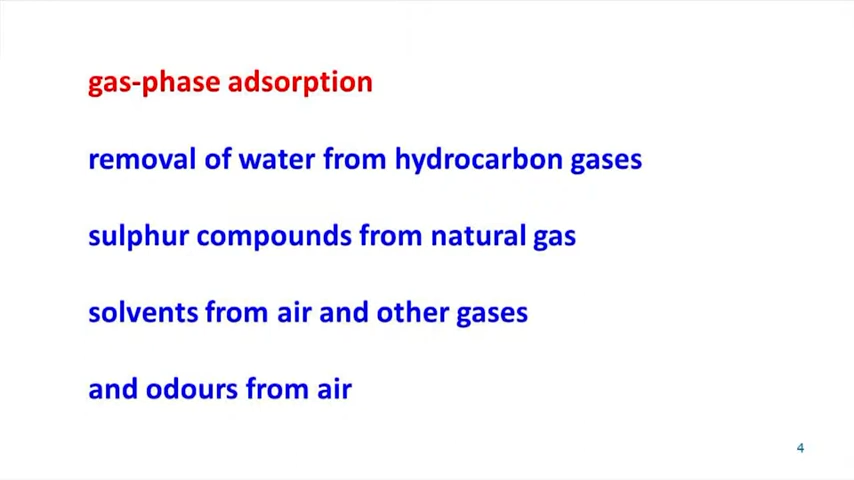 gas-phase adsorption
removal of water from hydrocarbon gases
sulphur compounds from natural gas
solvents from air and other gases
and odours from air
4